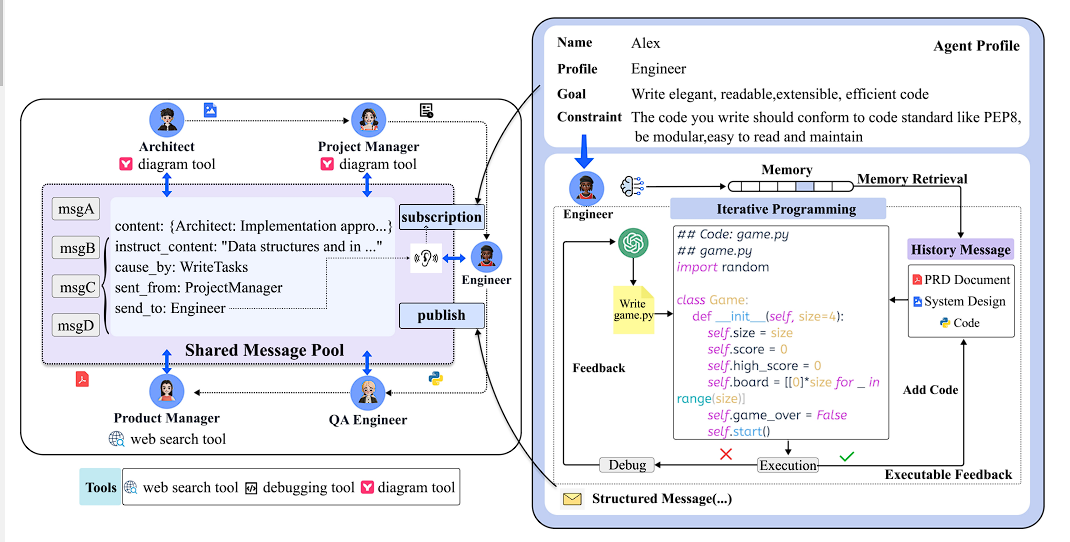 Architect
diagram tool
Project Manager
diagram tool
msgA
msgB
msgC
msgD
content: {Architect: Implementation appro...}
instruct_content: "Data structures and in ..."
cause_by: WriteTasks
sent_from: ProjectManager
send_to: Engineer
Shared Message Pool
subscription
Engineer
publish
Product Manager
web search tool
QA Engineer
Tools
web search tool
debugging tool
diagram tool
Agent Profile
Name Alex
Profile Engineer
Goal Write elegant, readable,extensible, efficient code
Constraint The code you write should conform to code standard like PEP8,
be modular,easy to read and maintain
Engineer
Memory
Memory Retrieval
Iterative Programming
Write
game.py
## Code: game.py
## game.py
import random
class Game:
def __init__(self, size=4):
self.size = size
self.score = 0
self.high_score = 0
self.board = [[0]*size for _ in
range(size)]
self.game_over = False
self.start()
History Message
PRD Document
System Design
Code
Feedback
Add Code
Debug
Execution
Executable Feedback
Structured Message(...)